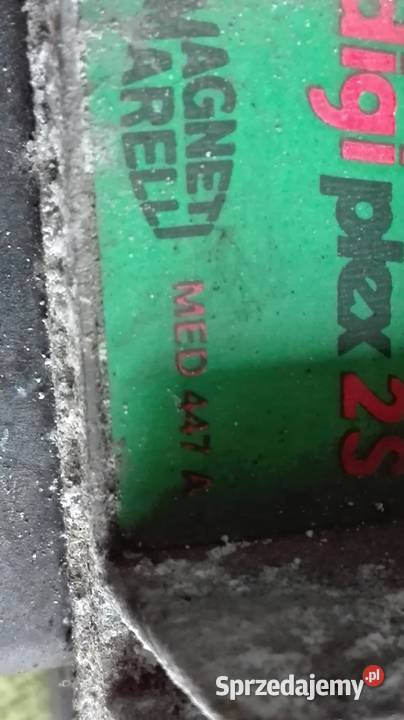 digiplex 2S
MAGNETI
MARELLI
MED 447 A
Sprzedajemy.pl